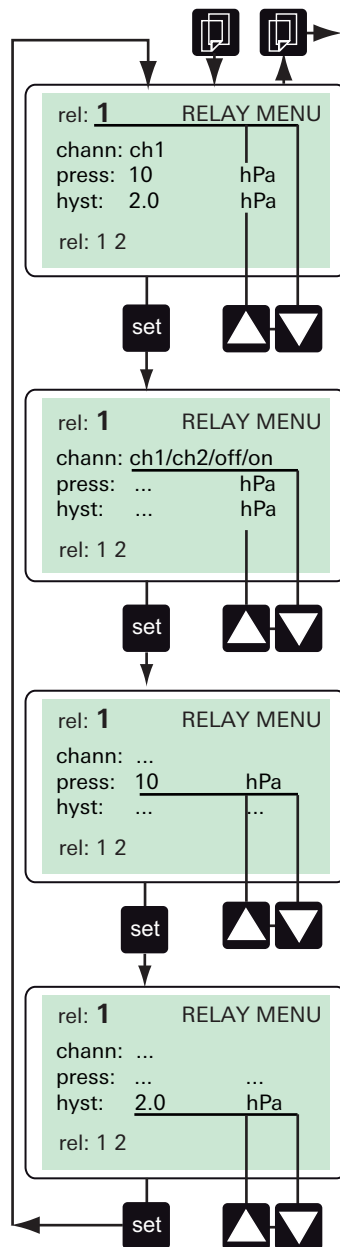 rel: 1 RELAY MENU
chann: ch1
press: 10 hPa
hyst: 2.0 hPa
rel: 1 2
set
rel: 1 RELAY MENU
chann: ch1/ch2/off/on
press: ... hPa
hyst: ... hPa
rel: 1 2
set
rel: 1 RELAY MENU
chann: ...
press: 10 hPa
hyst: ... ...
rel: 1 2
set
rel: 1 RELAY MENU
chann: ...
press: ... ...
hyst: 2.0 hPa
rel: 1 2
set